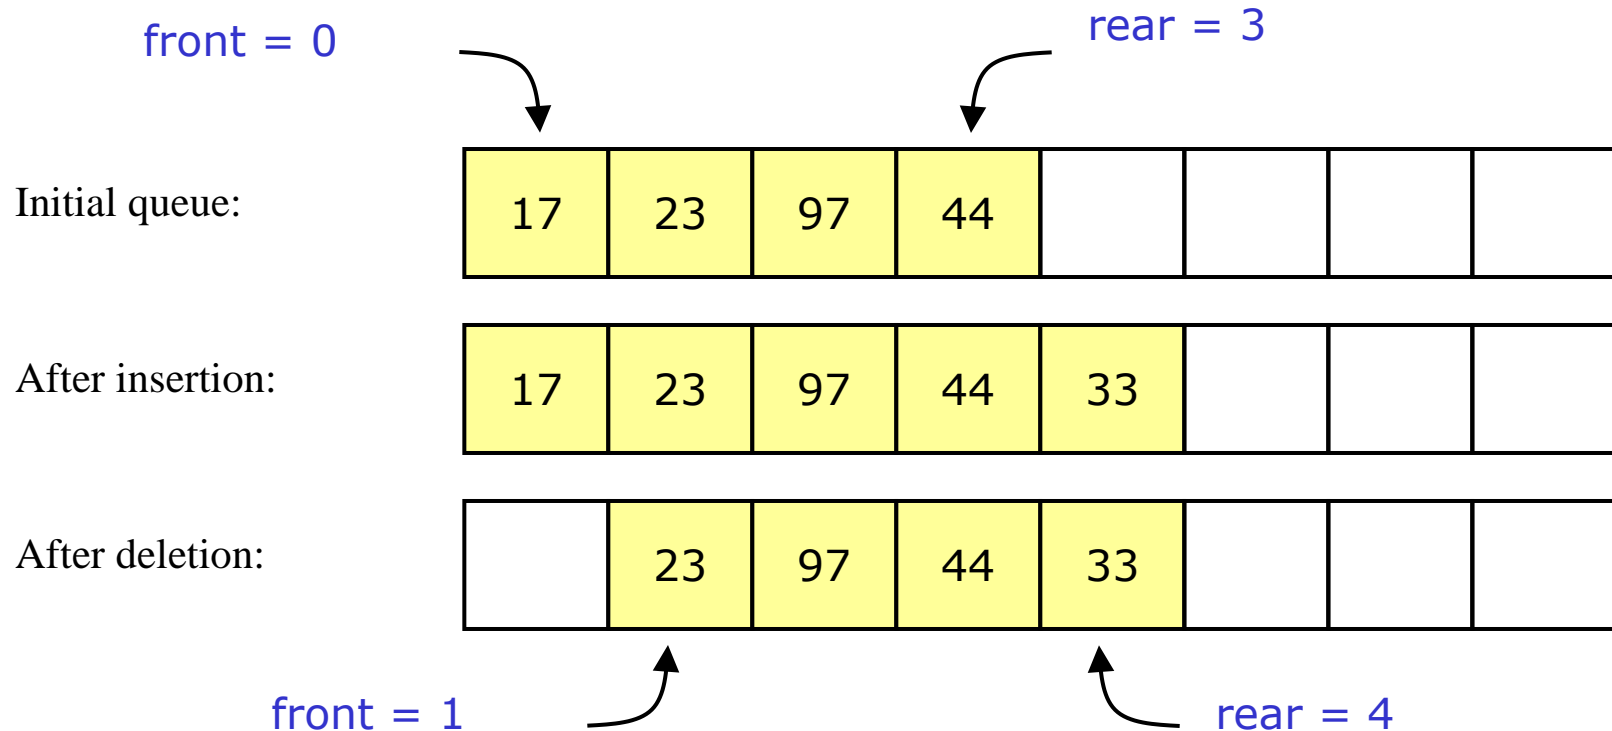 front = 0
rear = 3
Initial queue:
17 23 97 44
After insertion:
17 23 97 44 33
After deletion:
23 97 44 33
front = 1
rear = 4